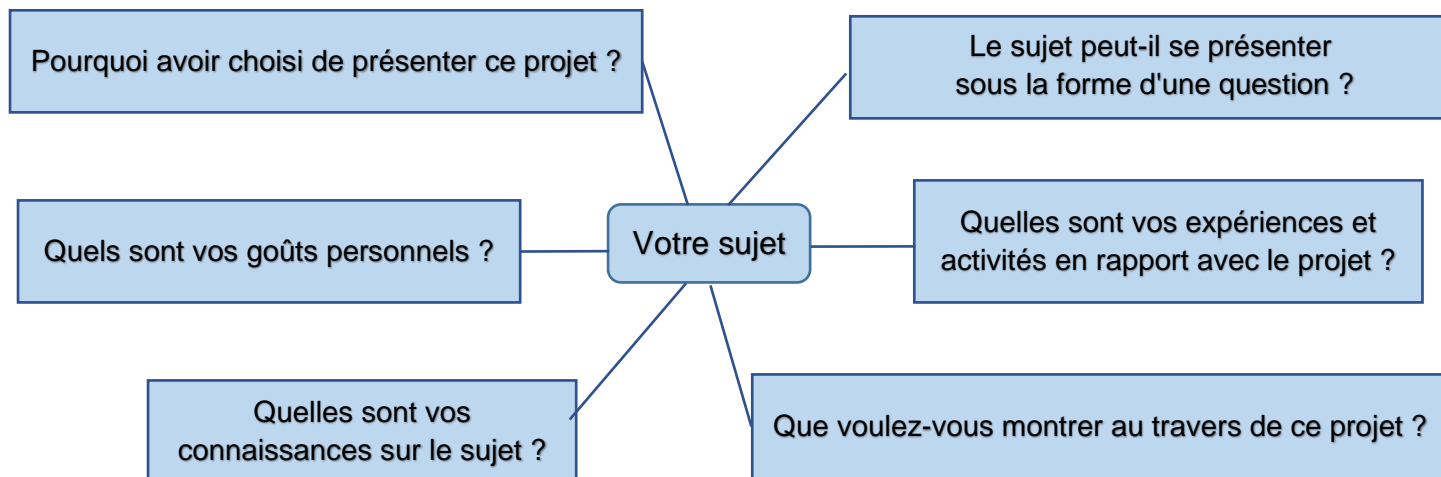 Pourquoi avoir choisi de présenter ce projet ?
Le sujet peut-il se présenter
sous la forme d'une question ?
Quels sont vos goûts personnels ?
Votre sujet
Quelles sont vos expériences et
activités en rapport avec le projet ?
Quelles sont vos
connaissances sur le sujet ?
Que voulez-vous montrer au travers de ce projet ?